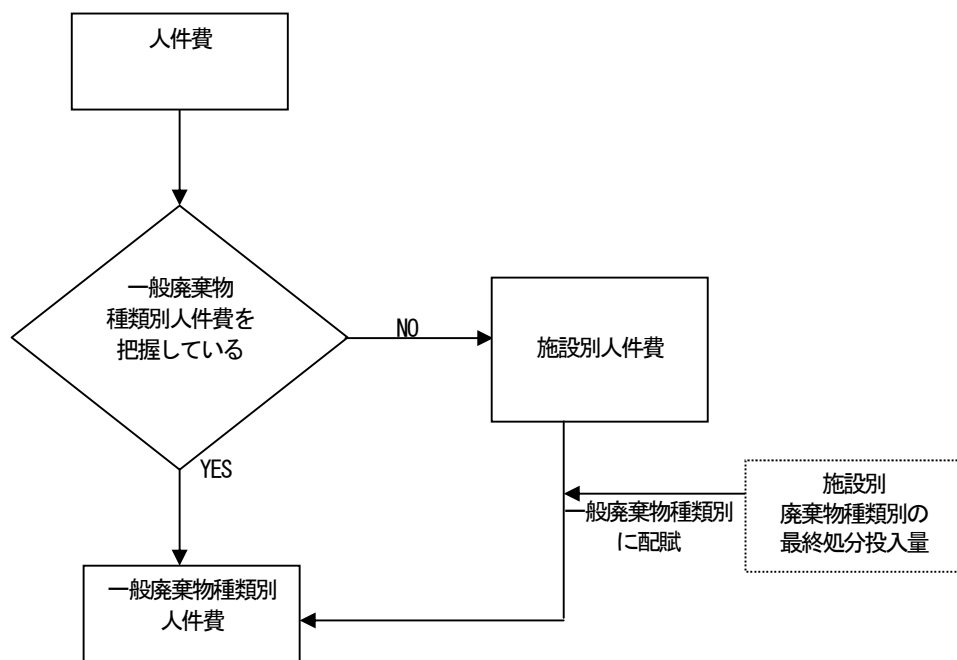 人件費
一般廃棄物
種類別人件費を
把握している
NO
施設別人件費
YES
施設別
廃棄物種類別の
最終処分投入量
一般廃棄物種類別
に配賦
一般廃棄物種類別
人件費